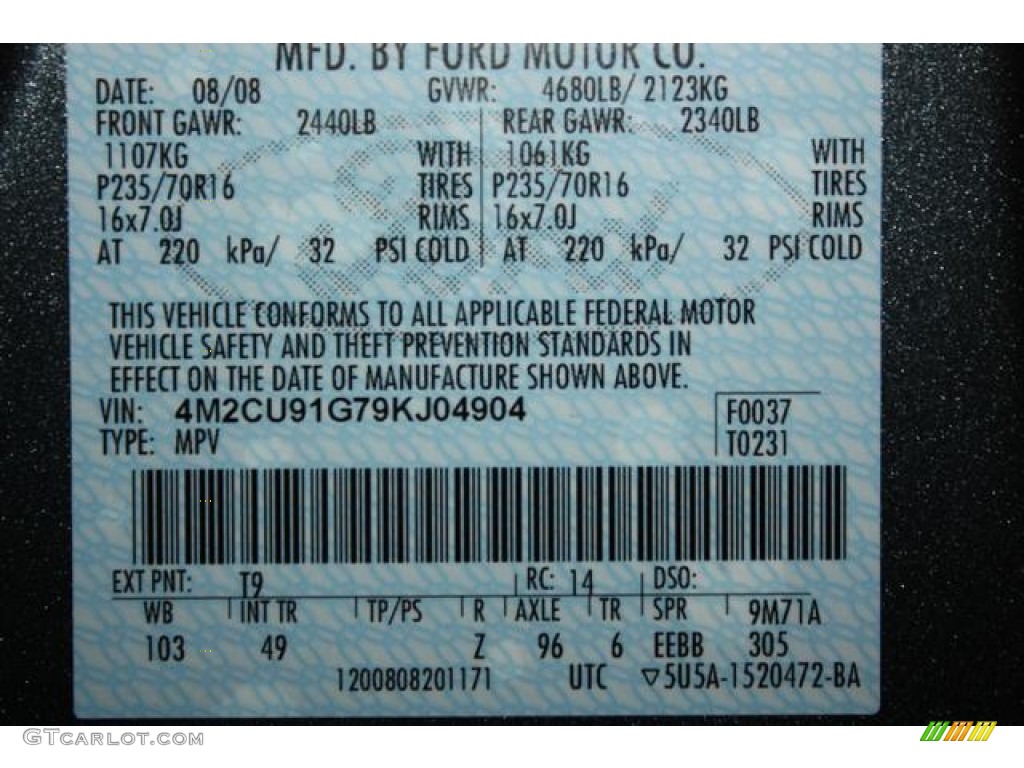 MFD. BY FORD MOTOR CO.
DATE: 08/08 GVWR: 4680LB/ 2123KG
FRONT GAWR: 2440LB REAR GAWR: 2340LB
1107KG WITH 1061KG WITH
P235/70R16 TIRES P235/70R16 TIRES
16x7.0J RIMS 16x7.0J RIMS
AT 220 kPa/ 32 PSI COLD AT 220 kPa/ 32 PSI COLD
THIS VEHICLE CONFORMS TO ALL APPLICABLE FEDERAL MOTOR
VEHICLE SAFETY AND THEFT PREVENTION STANDARDS IN
EFFECT ON THE DATE OF MANUFACTURE SHOWN ABOVE.
VIN: 4M2CU91G79KJ04904 F0037
TYPE: MPV T0231
EXT PNT: T9 RC: 14 DSO:
WB INT TR TP/PS R AXLE TR SPR 9M71A
103 49 Z 96 6 EEBB 305
1200808201171 UTC ▽5U5A-1520472-BA
GTCarlot.com